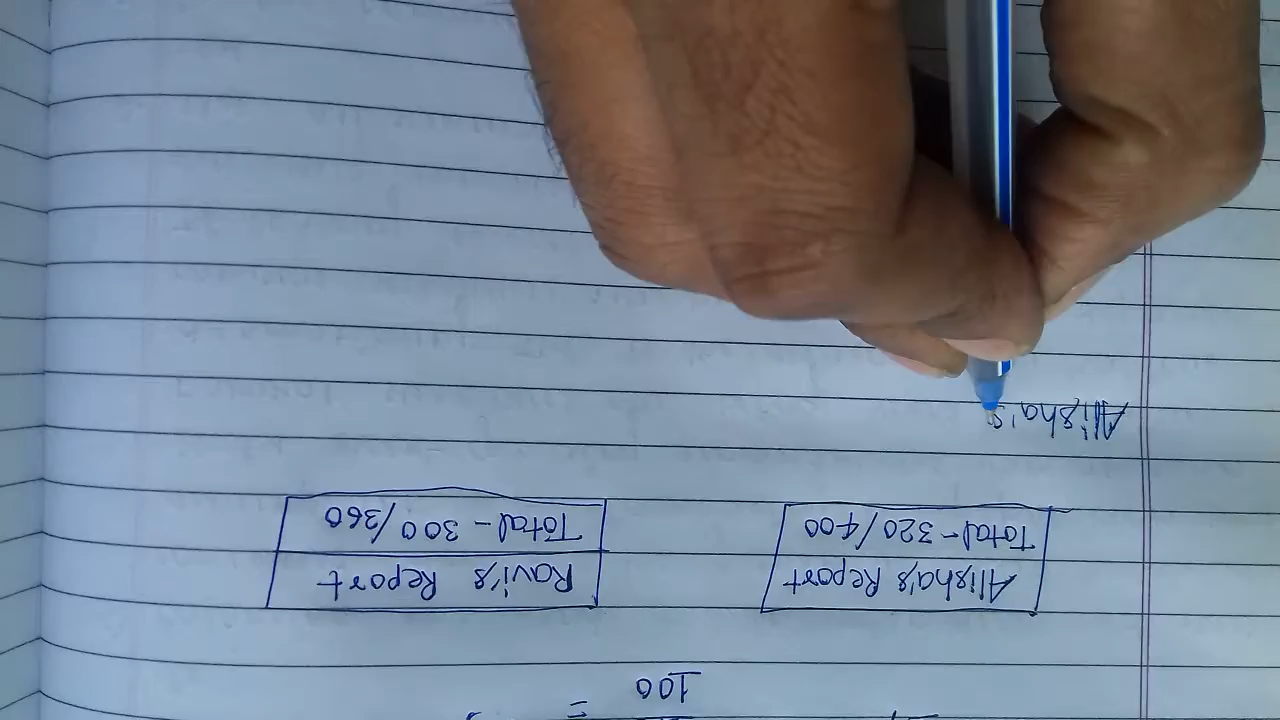 100
=
Alisha's Report
Ravi's Report
Total - 320/400
Total - 300/360
Alisha's